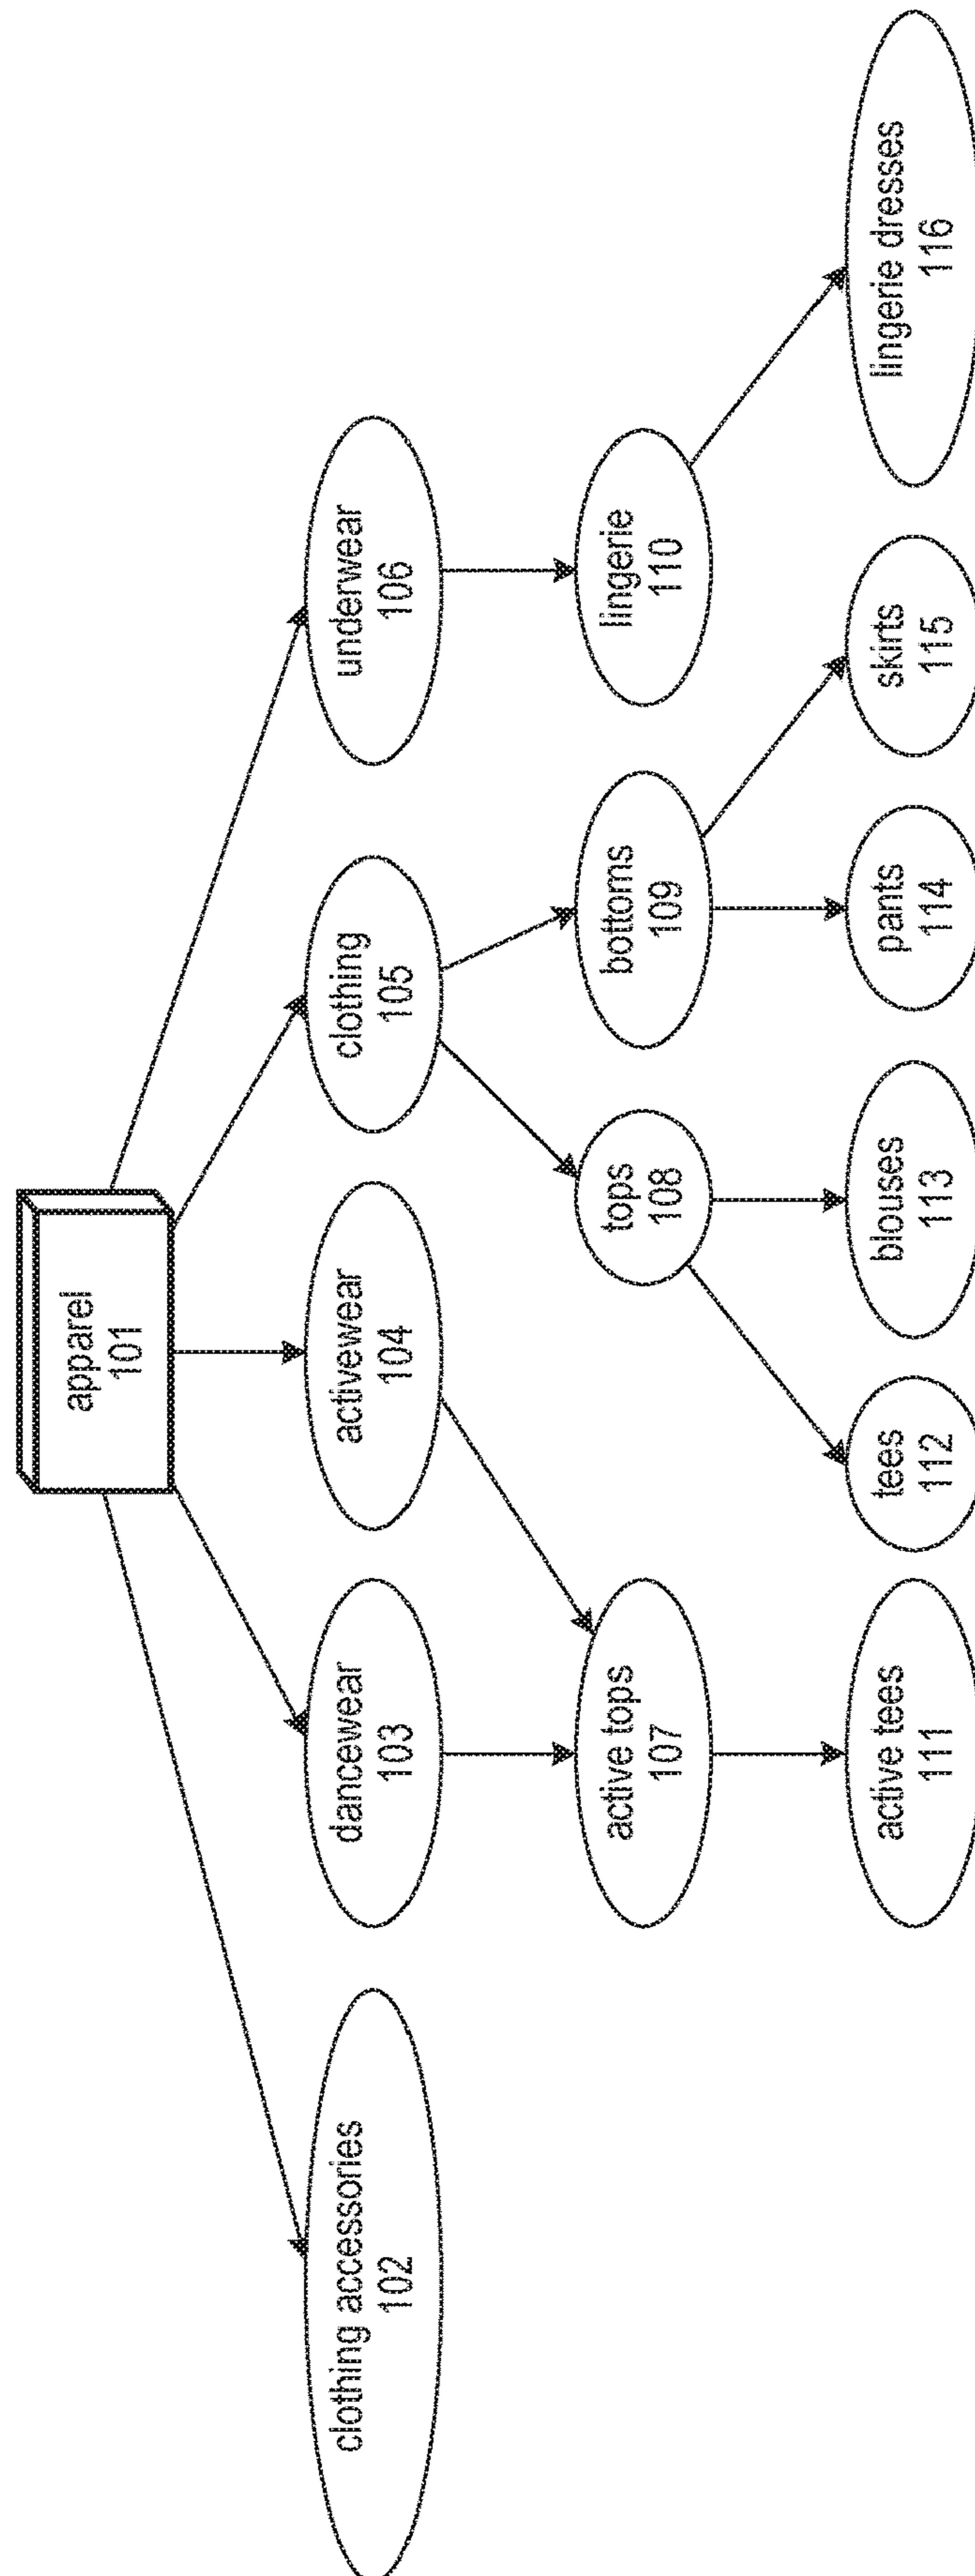 apparel
101
clothing accessories
102
dancewear
103
activewear
104
clothing
105
underwear
106
active tops
107
tops
108
bottoms
109
lingerie
110
active tees
111
tees
112
blouses
113
pants
114
skirts
115
lingerie dresses
116